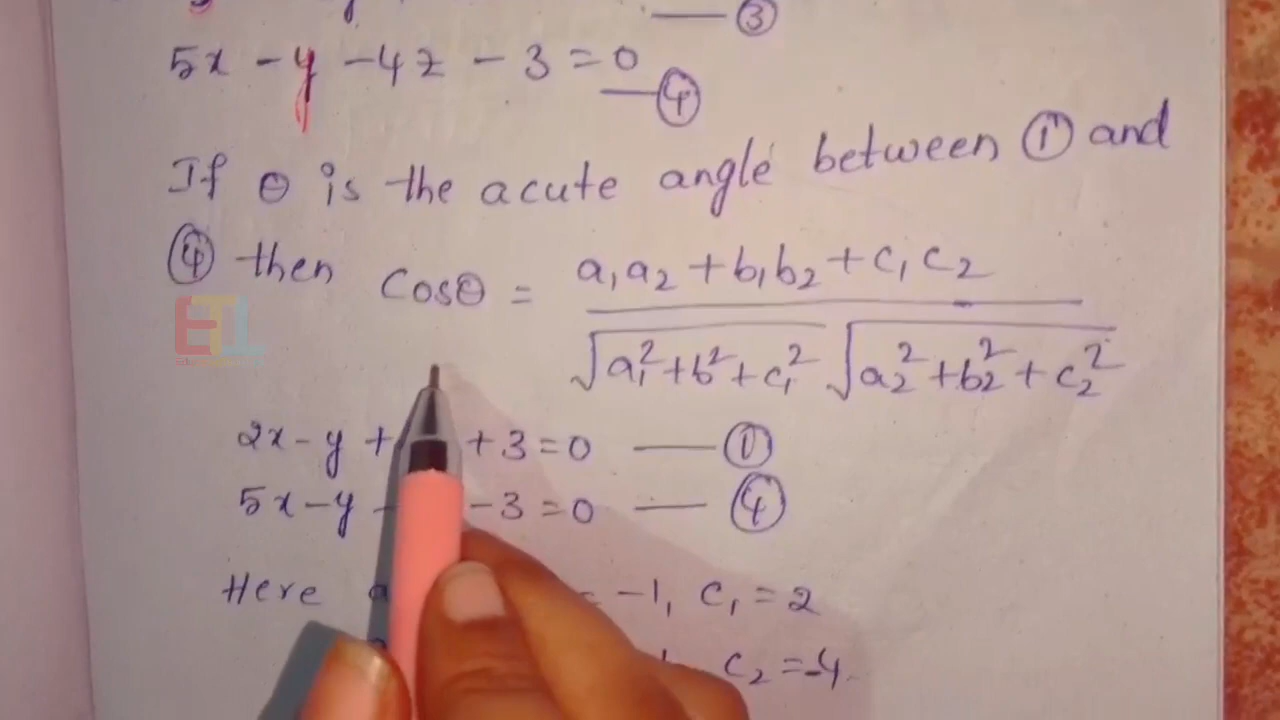 ③
5x - y - 4z - 3 = 0
④
If θ is the acute angle between ① and
④ then Cosθ = a₁a₂ + b₁b₂ + c₁c₂
√a₁² + b² + c₁² √a₂² + b₂² + c₂²
2x - y + + 3 = 0 ①
5x - y - - 3 = 0 ④
Here a = -1, c₁ = 2
c₂ = -4